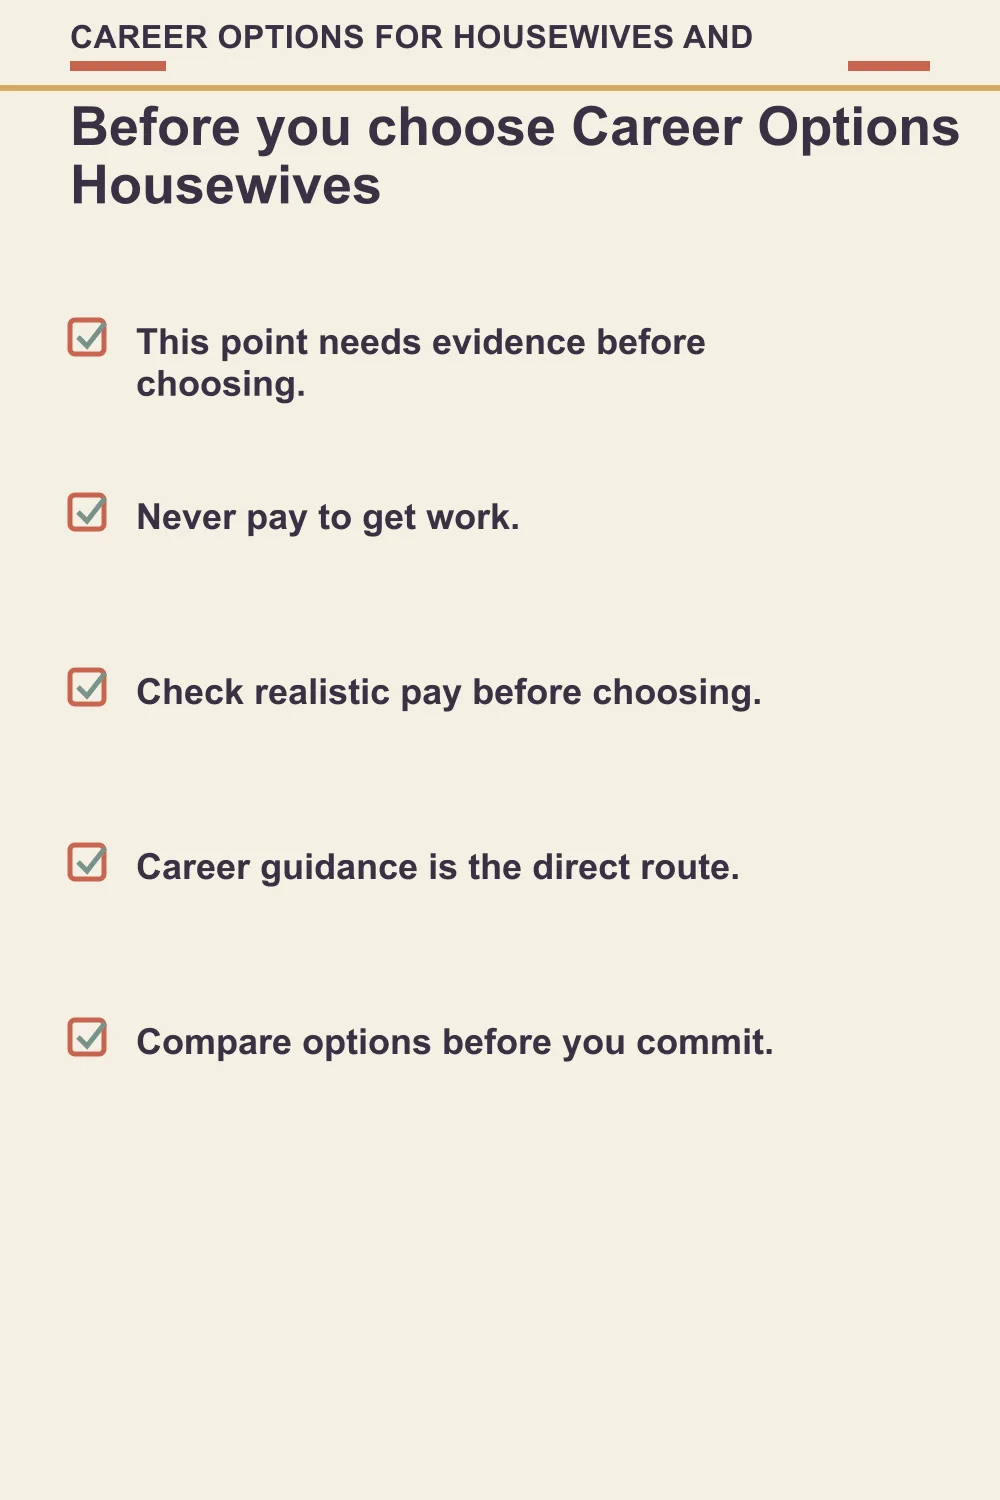 CAREER OPTIONS FOR HOUSEWIVES AND
Before you choose Career Options
Housewives
This point needs evidence before
choosing.
Never pay to get work.
Check realistic pay before choosing.
Career guidance is the direct route.
Compare options before you commit.